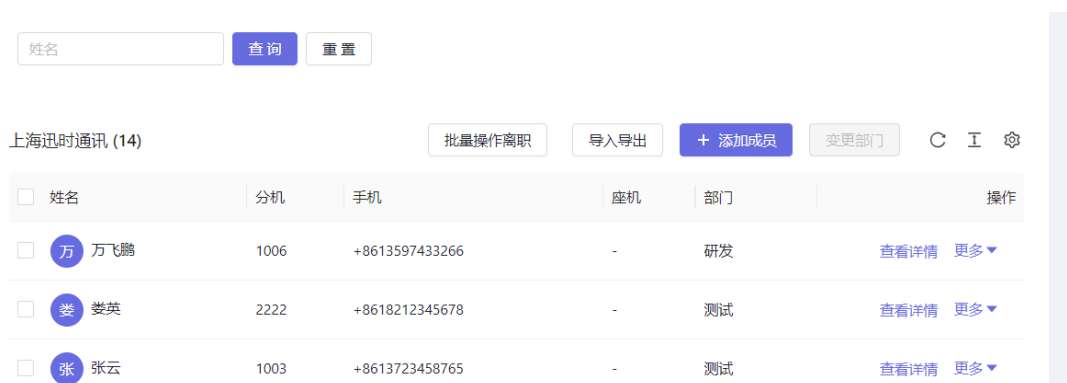 姓名 查询 重置
上海迅时通讯 (14) 批量操作离职 导入导出 + 添加成员 变更部门
姓名 分机 手机 座机 部门 操作
万 万飞鹏 1006 +8613597433266 - 研发 查看详情 更多
娄 娄英 2222 +8618212345678 - 测试 查看详情 更多
张 张云 1003 +8613723458765 - 测试 查看详情 更多